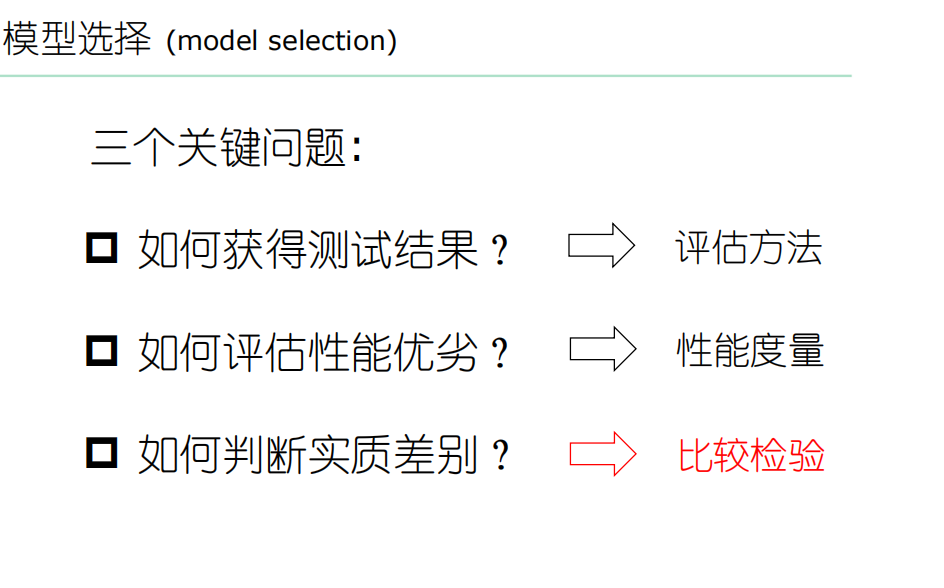 模型选择 (model selection)
三个关键问题：
如何获得测试结果？ 评估方法
如何评估性能优劣？ 性能度量
如何判断实质差别？ 比较检验